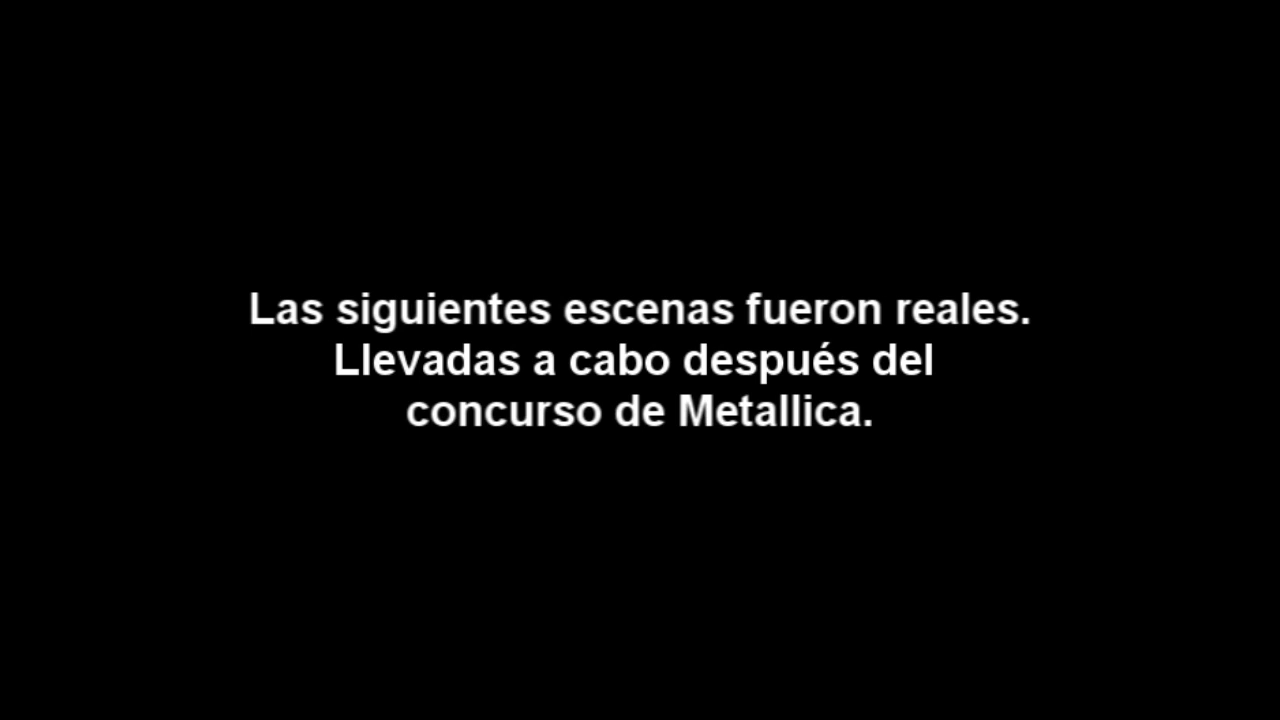 Las siguientes escenas fueron reales.
Llevadas a cabo después del
concurso de Metallica.